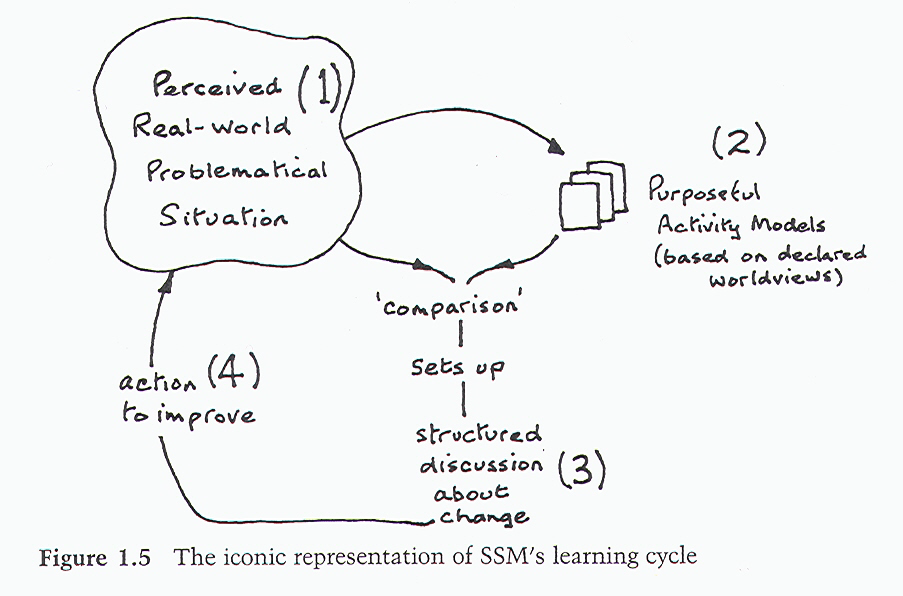 Perceived (1)
Real-world
Problematical
Situation
(2)
Purposeful
Activity Models
(based on declared
worldviews)
'comparison'
sets up
structured
discussion (3)
about
change
action (4)
to improve
Figure 1.5 The iconic representation of SSM's learning cycle